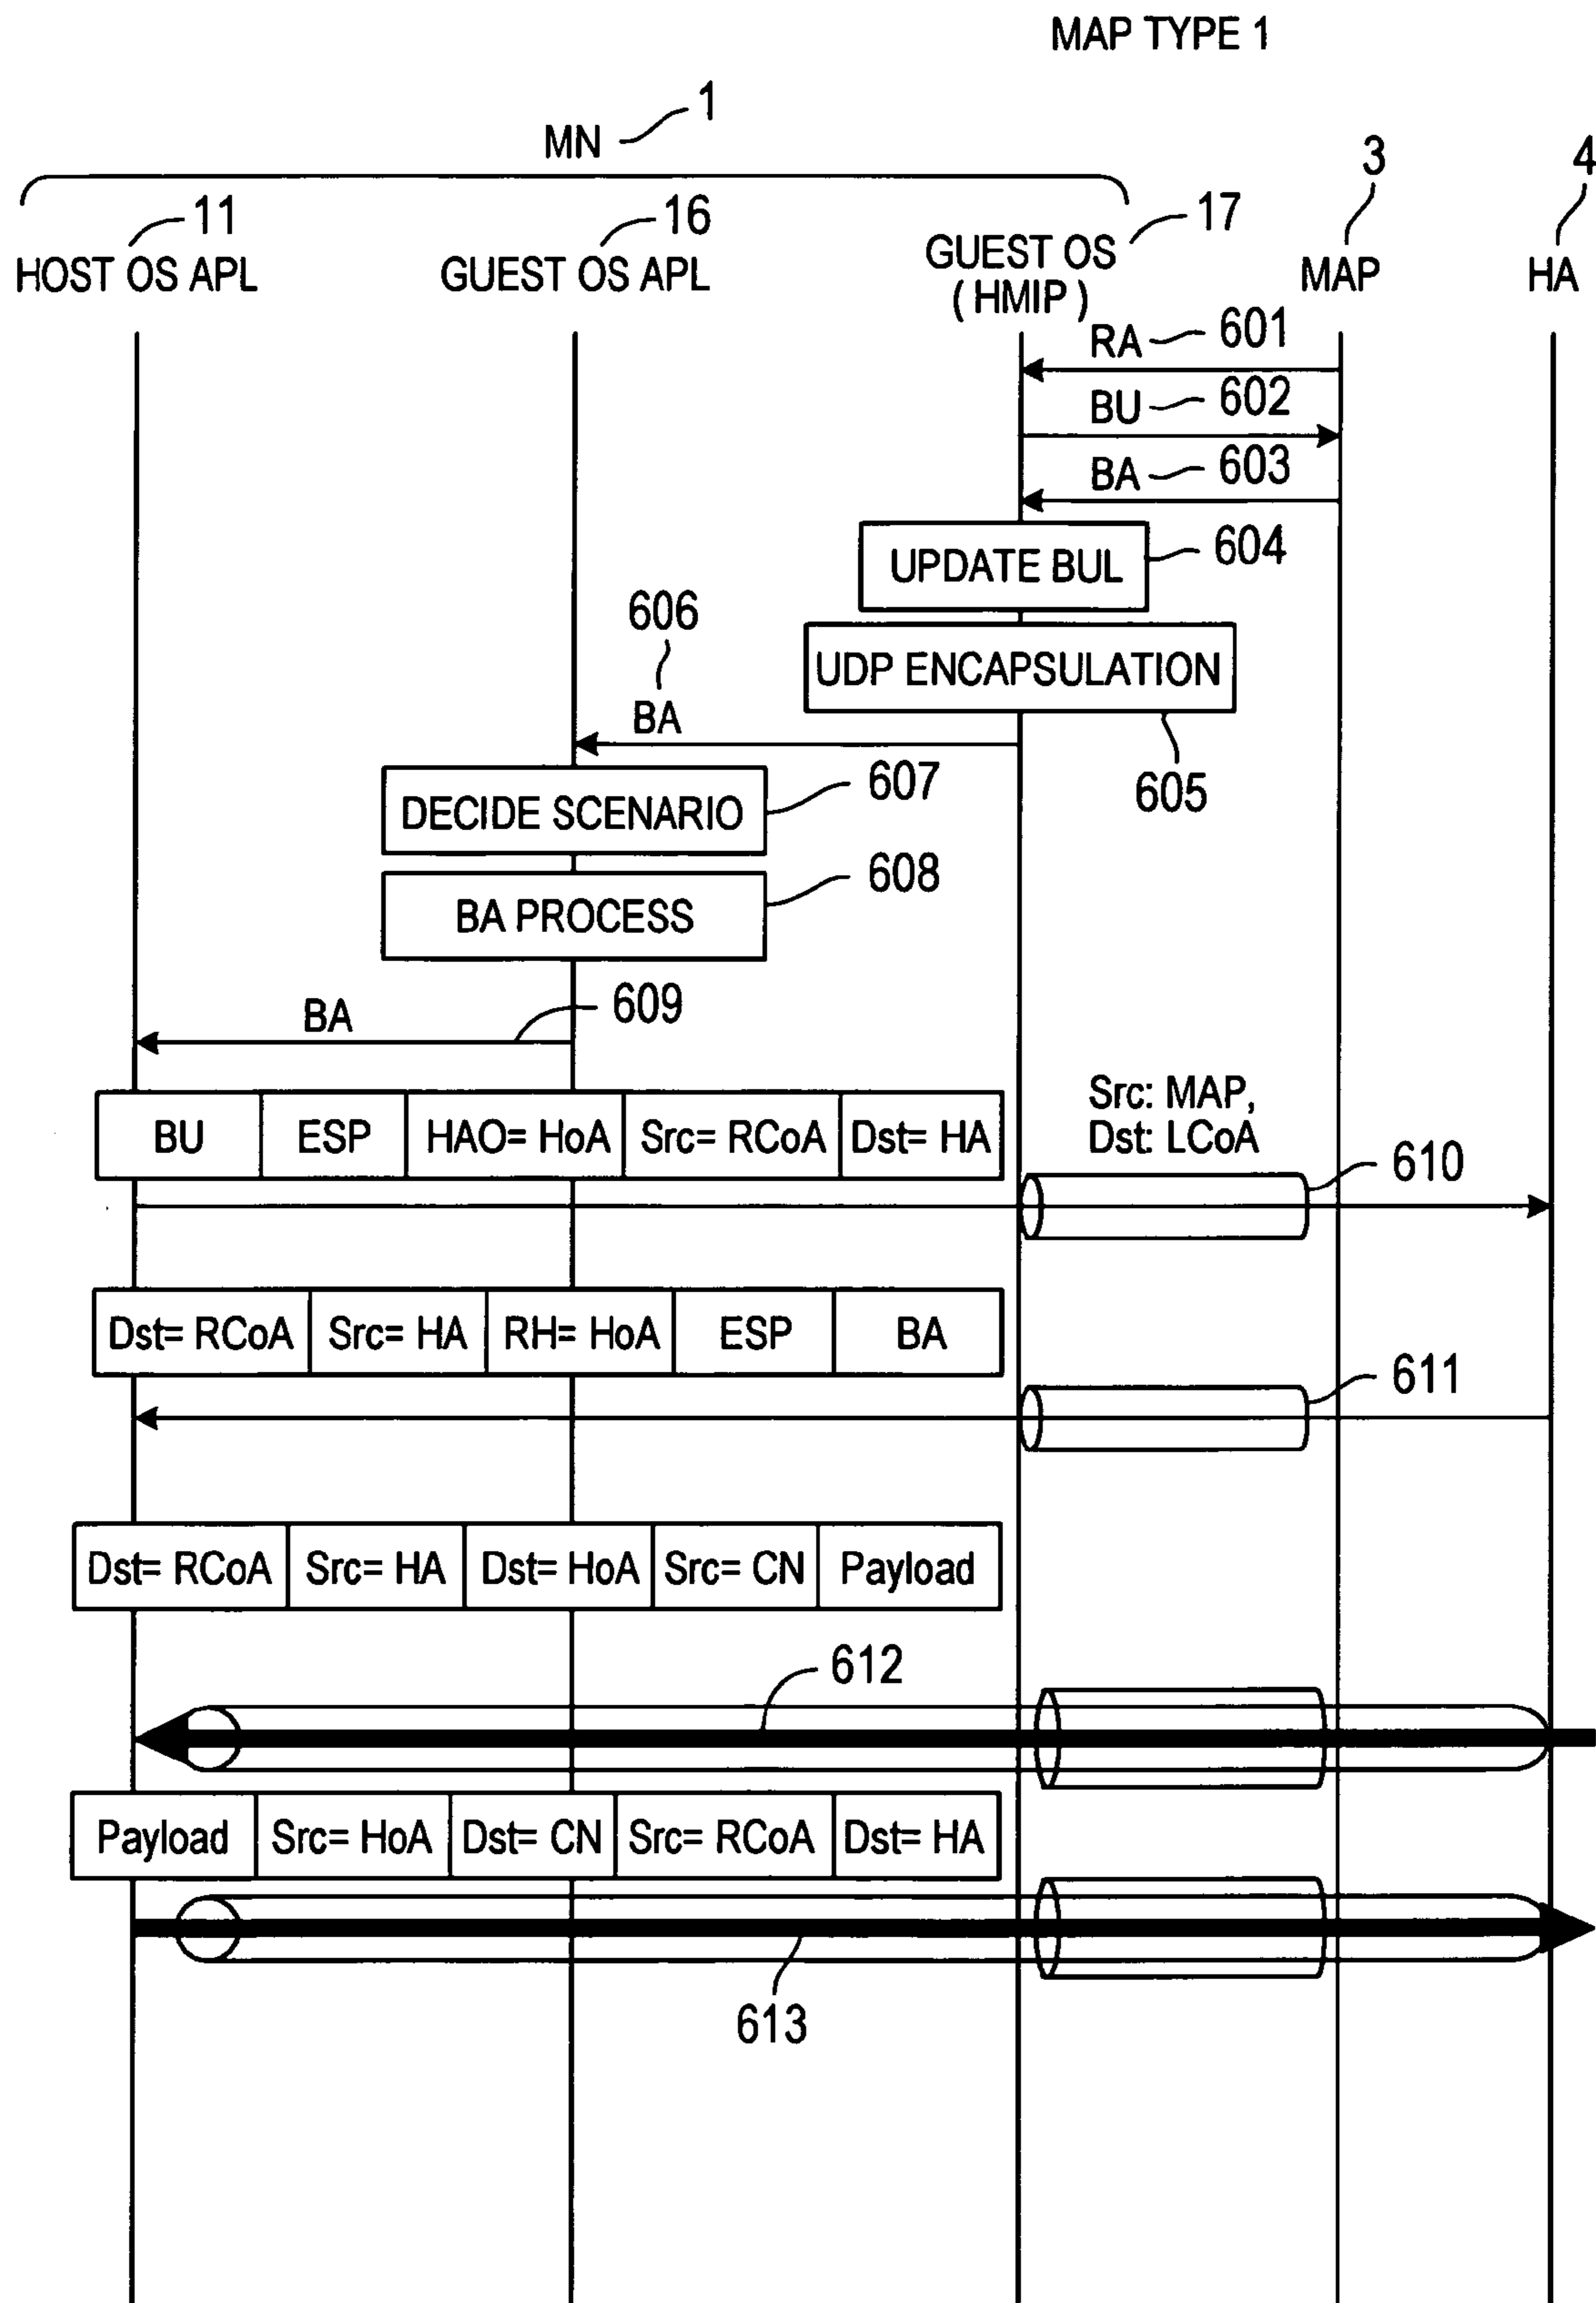 MAP TYPE 1
MN 1
3
4
11
16
17
HOST OS APL
GUEST OS APL
GUEST OS
( HMIP )
MAP
HA
RA 601
BU 602
BA 603
UPDATE BUL 604
606
UDP ENCAPSULATION
BA
605
DECIDE SCENARIO 607
BA PROCESS 608
BA 609
BU ESP HAO= HoA Src= RCoA Dst= HA
Src: MAP,
Dst: LCoA
610
Dst= RCoA Src= HA RH= HoA ESP BA
611
Dst= RCoA Src= HA Dst= HoA Src= CN Payload
612
Payload Src= HoA Dst= CN Src= RCoA Dst= HA
613